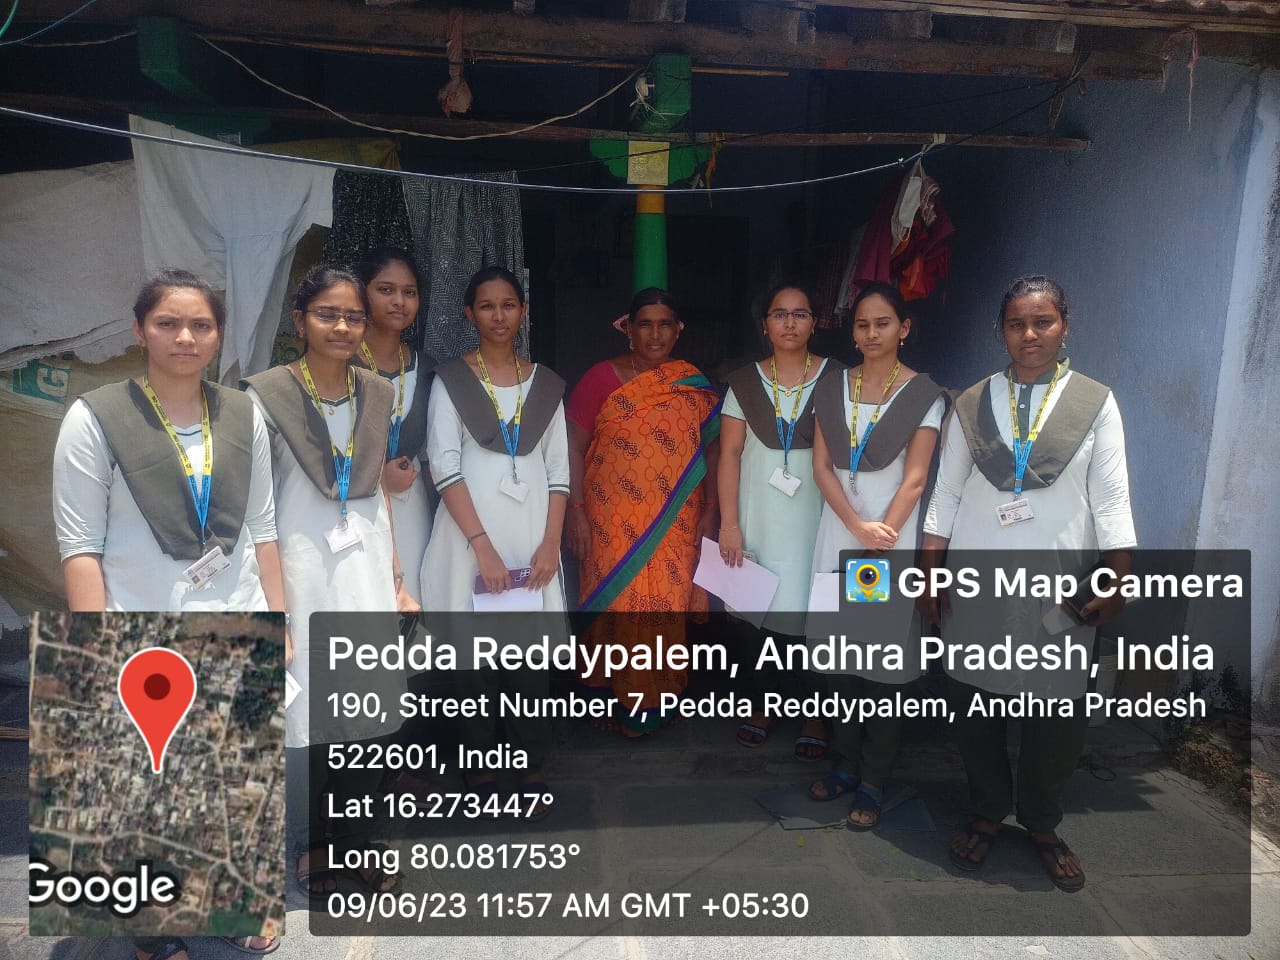 GPS Map Camera
Pedda Reddypalem, Andhra Pradesh, India
190, Street Number 7, Pedda Reddypalem, Andhra Pradesh
522601, India
Lat 16.273447°
Long 80.081753°
09/06/23 11:57 AM GMT +05:30
Google